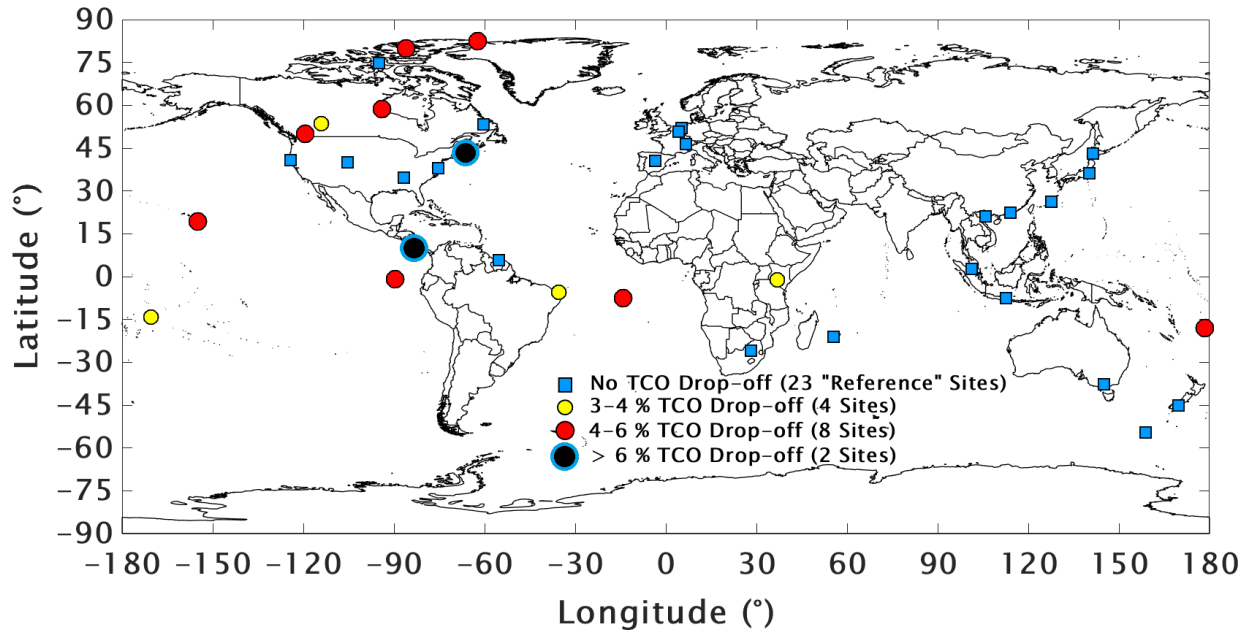 90
75
60
45
30
15
0
-15
-30
-45
-60
-75
-90
Latitude (°)
No TCO Drop-off (23 "Reference" Sites)
3-4 % TCO Drop-off (4 Sites)
4-6 % TCO Drop-off (8 Sites)
> 6 % TCO Drop-off (2 Sites)
-180 -150 -120 -90 -60 -30 0 30 60 90 120 150 180
Longitude (°)